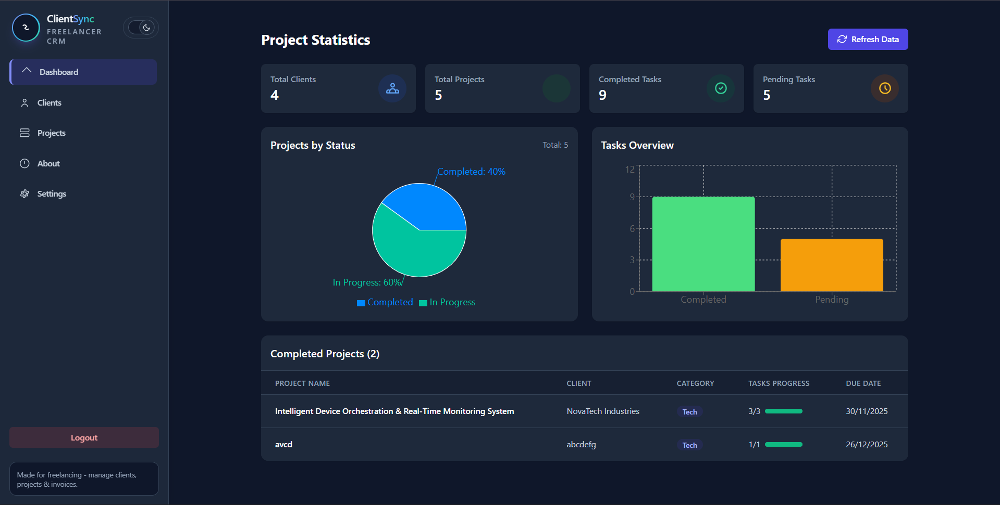 ClientSync
FREELANCER
CRM
Dashboard
Clients
Projects
About
Settings
Logout
Made for freelancing - manage clients,
projects & invoices.
Project Statistics
Refresh Data
Total Clients
4
Total Projects
5
Completed Tasks
9
Pending Tasks
5
Projects by Status
Total: 5
Completed: 40%
In Progress: 60%
Completed In Progress
Tasks Overview
12
9
6
3
0
Completed Pending
Completed Projects (2)
PROJECT NAME CLIENT CATEGORY TASKS PROGRESS DUE DATE
Intelligent Device Orchestration & Real-Time Monitoring System NovaTech Industries Tech 3/3 30/11/2025
avcd abcdefg Tech 1/1 26/12/2025